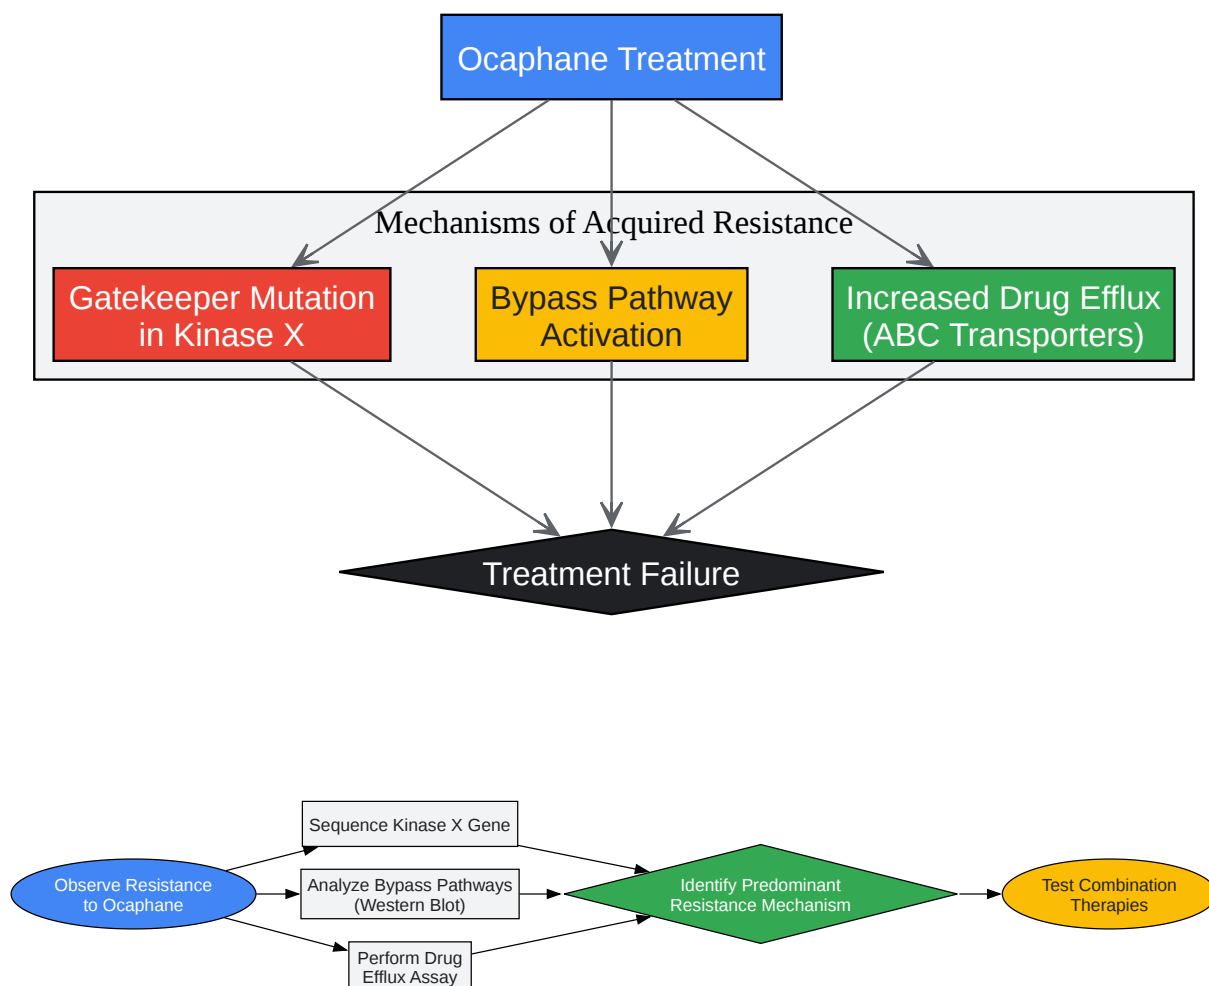 Ocaphane Treatment
Mechanisms of Acquired Resistance
Gatekeeper Mutation
in Kinase X
Bypass Pathway
Activation
Increased Drug Efflux
(ABC Transporters)
Treatment Failure
Sequence Kinase X Gene
Observe Resistance
to Ocaphane
Analyze Bypass Pathways
(Western Blot)
Identify Predominant
Resistance Mechanism
Test Combination
Therapies
Perform Drug
Efflux Assay